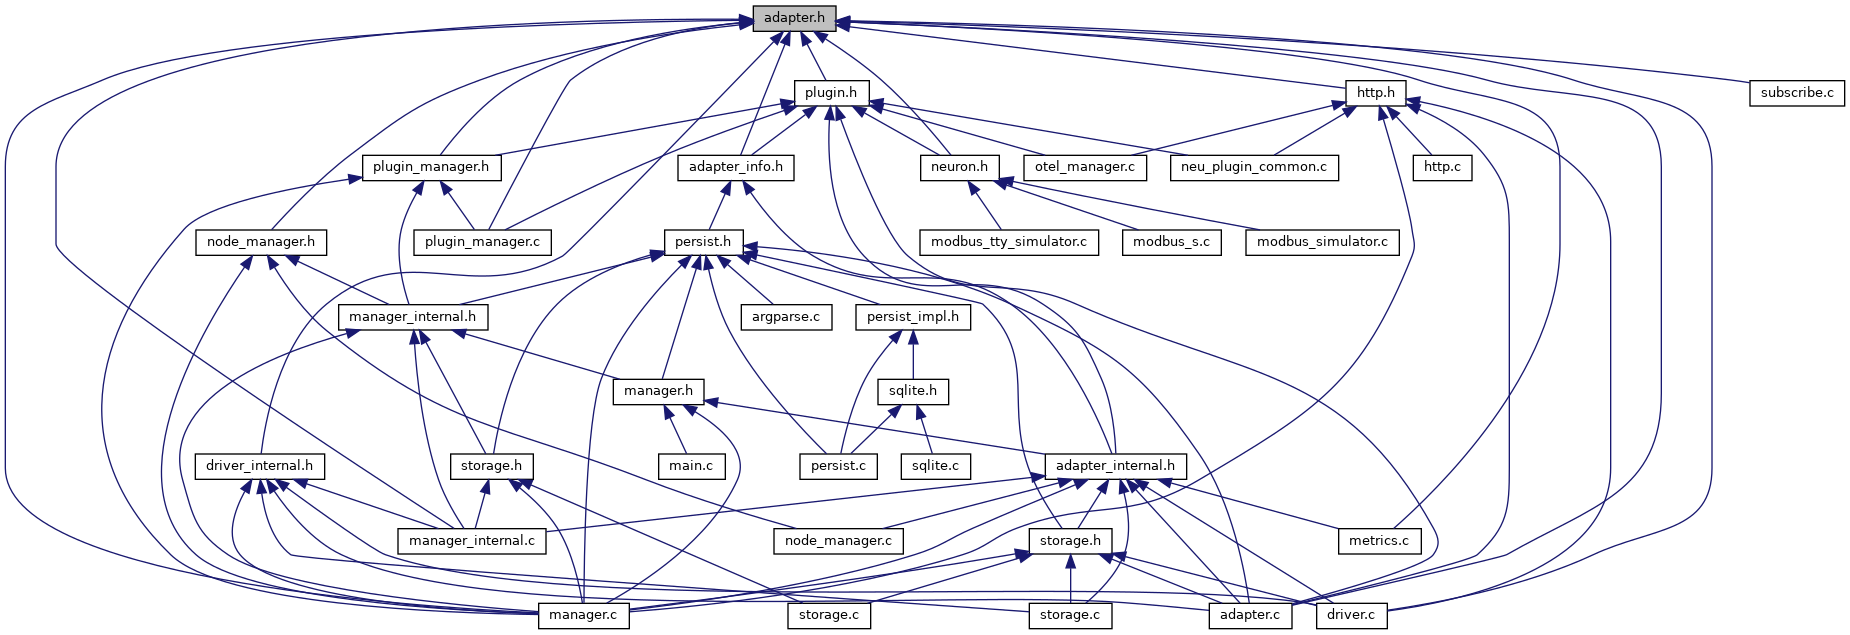 adapter.h
plugin.h
http.h
subscribe.c
plugin_manager.h
adapter_info.h
neuron.h
otel_manager.c
neu_plugin_common.c
http.c
node_manager.h
plugin_manager.c
persist.h
modbus_tty_simulator.c
modbus_s.c
modbus_simulator.c
manager_internal.h
argparse.c
persist_impl.h
manager.h
sqlite.h
driver_internal.h
storage.h
main.c
persist.c
sqlite.c
adapter_internal.h
manager_internal.c
node_manager.c
storage.h
metrics.c
manager.c
storage.c
storage.c
adapter.c
driver.c